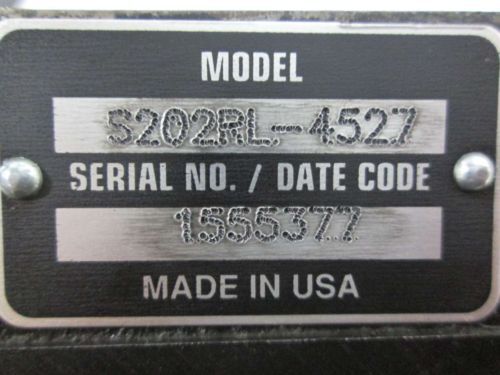 MODEL
S202RL-4527
SERIAL NO. / DATE CODE
1555377
MADE IN USA